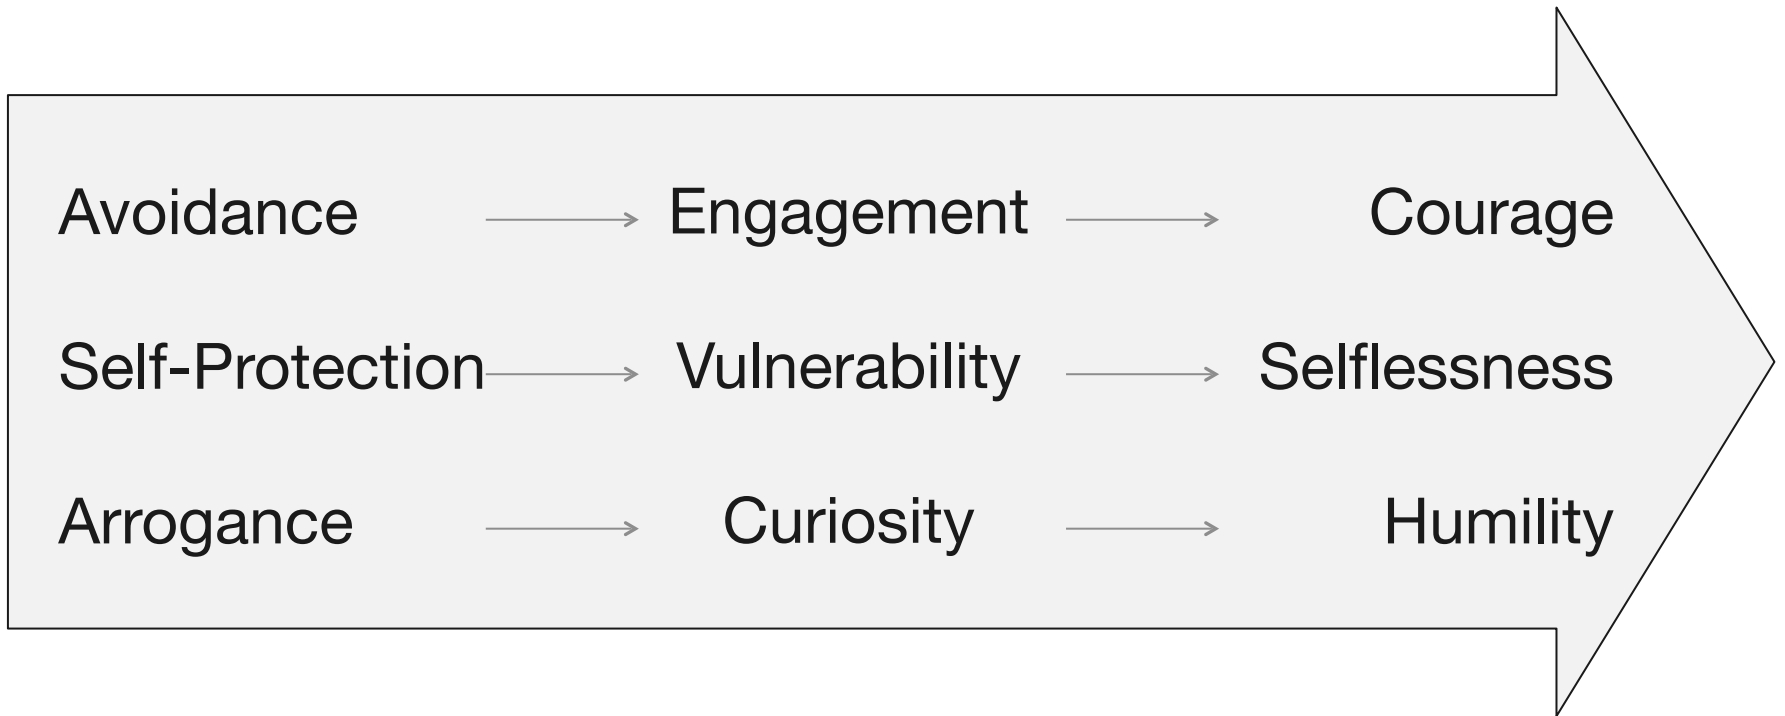 Avoidance Engagement Courage
Self-Protection Vulnerability Selflessness
Arrogance Curiosity Humility